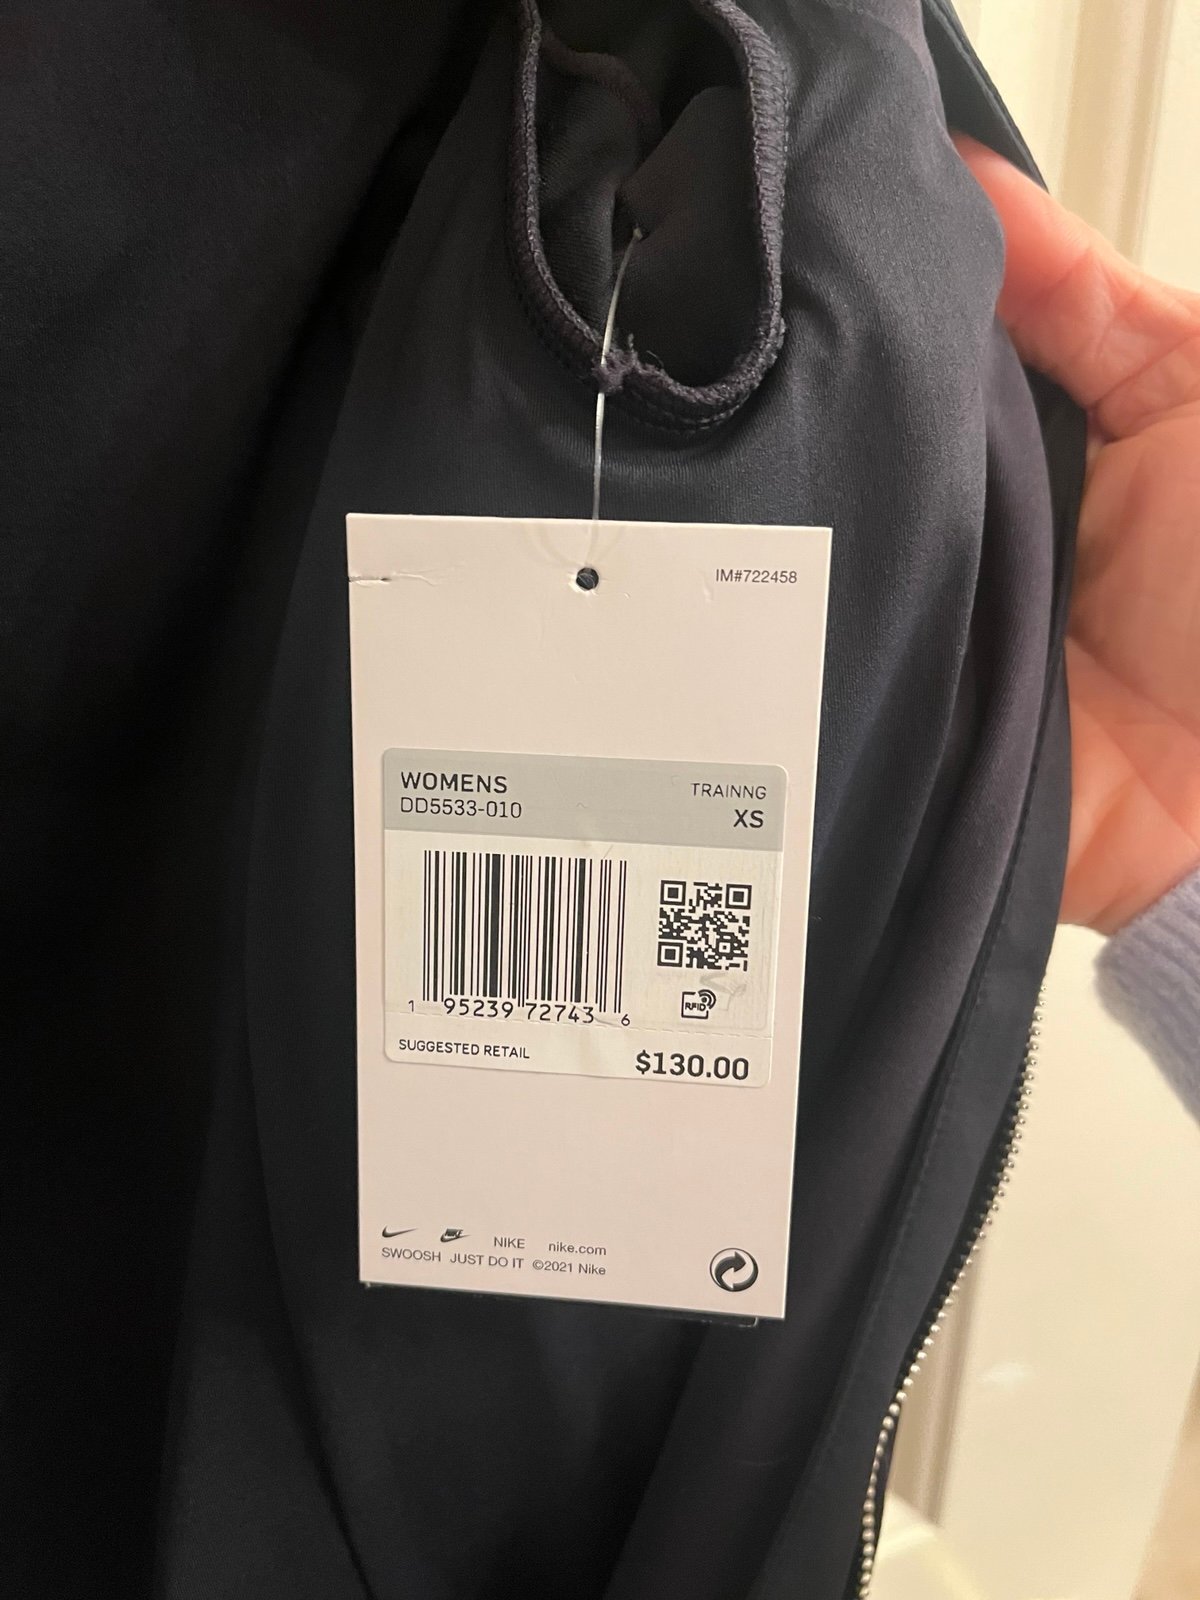 IM#722458
WOMENS
TRAINNG
DD5533-010
XS
1 95239 72743 6
RFID
SUGGESTED RETAIL
$130.00
NIKE nike.com
SWOOSH JUST DO IT ©2021 Nike